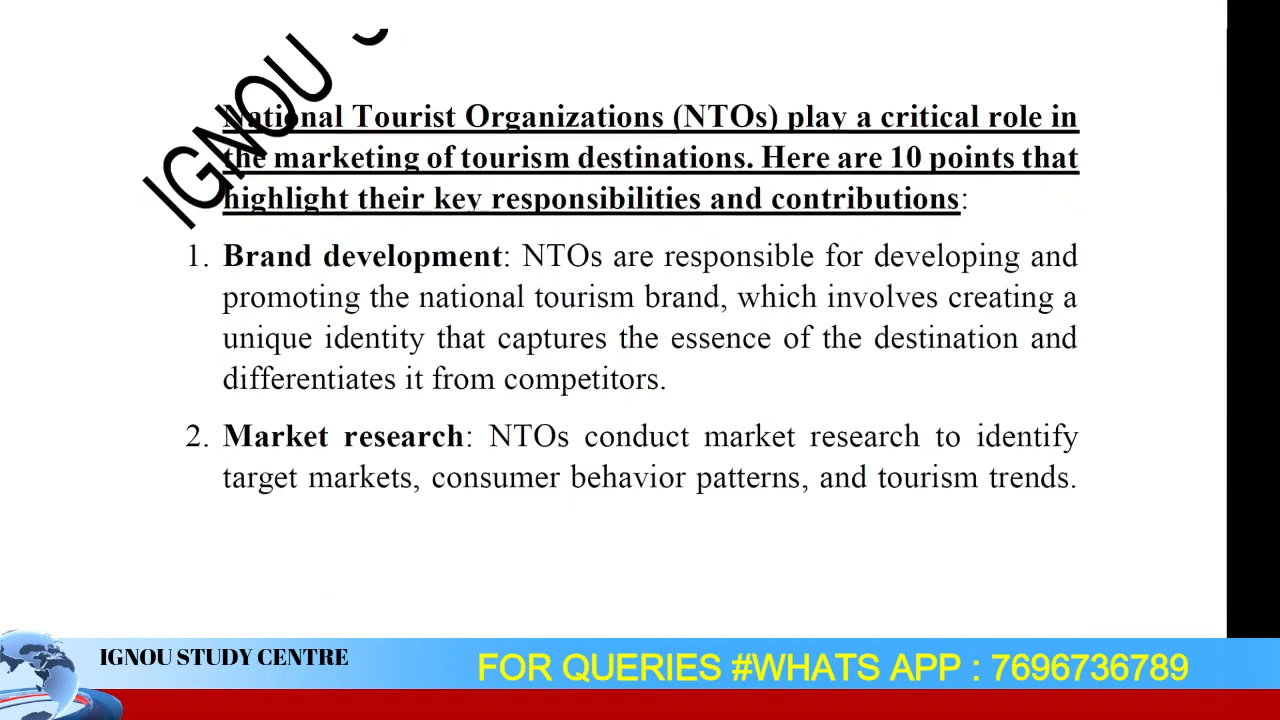 IGNOU
National Tourist Organizations (NTOs) play a critical role in
the marketing of tourism destinations. Here are 10 points that
highlight their key responsibilities and contributions:
1. Brand development: NTOs are responsible for developing and
promoting the national tourism brand, which involves creating a
unique identity that captures the essence of the destination and
differentiates it from competitors.
2. Market research: NTOs conduct market research to identify
target markets, consumer behavior patterns, and tourism trends.
IGNOU STUDY CENTRE
FOR QUERIES #WHATS APP : 7696736789